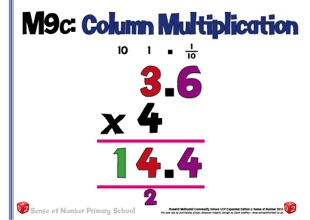 M9c: Column Multiplication
10 1 . 1/10
3.6
x 4
14.4
2
Sense of Number Primary School